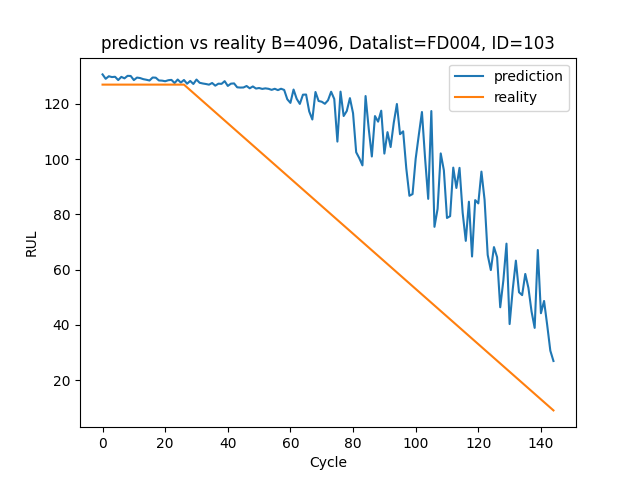 prediction vs reality B=4096, Datalist=FD004, ID=103
prediction
reality
RUL
120
100
80
60
40
20
0 20 40 60 80 100 120 140
Cycle